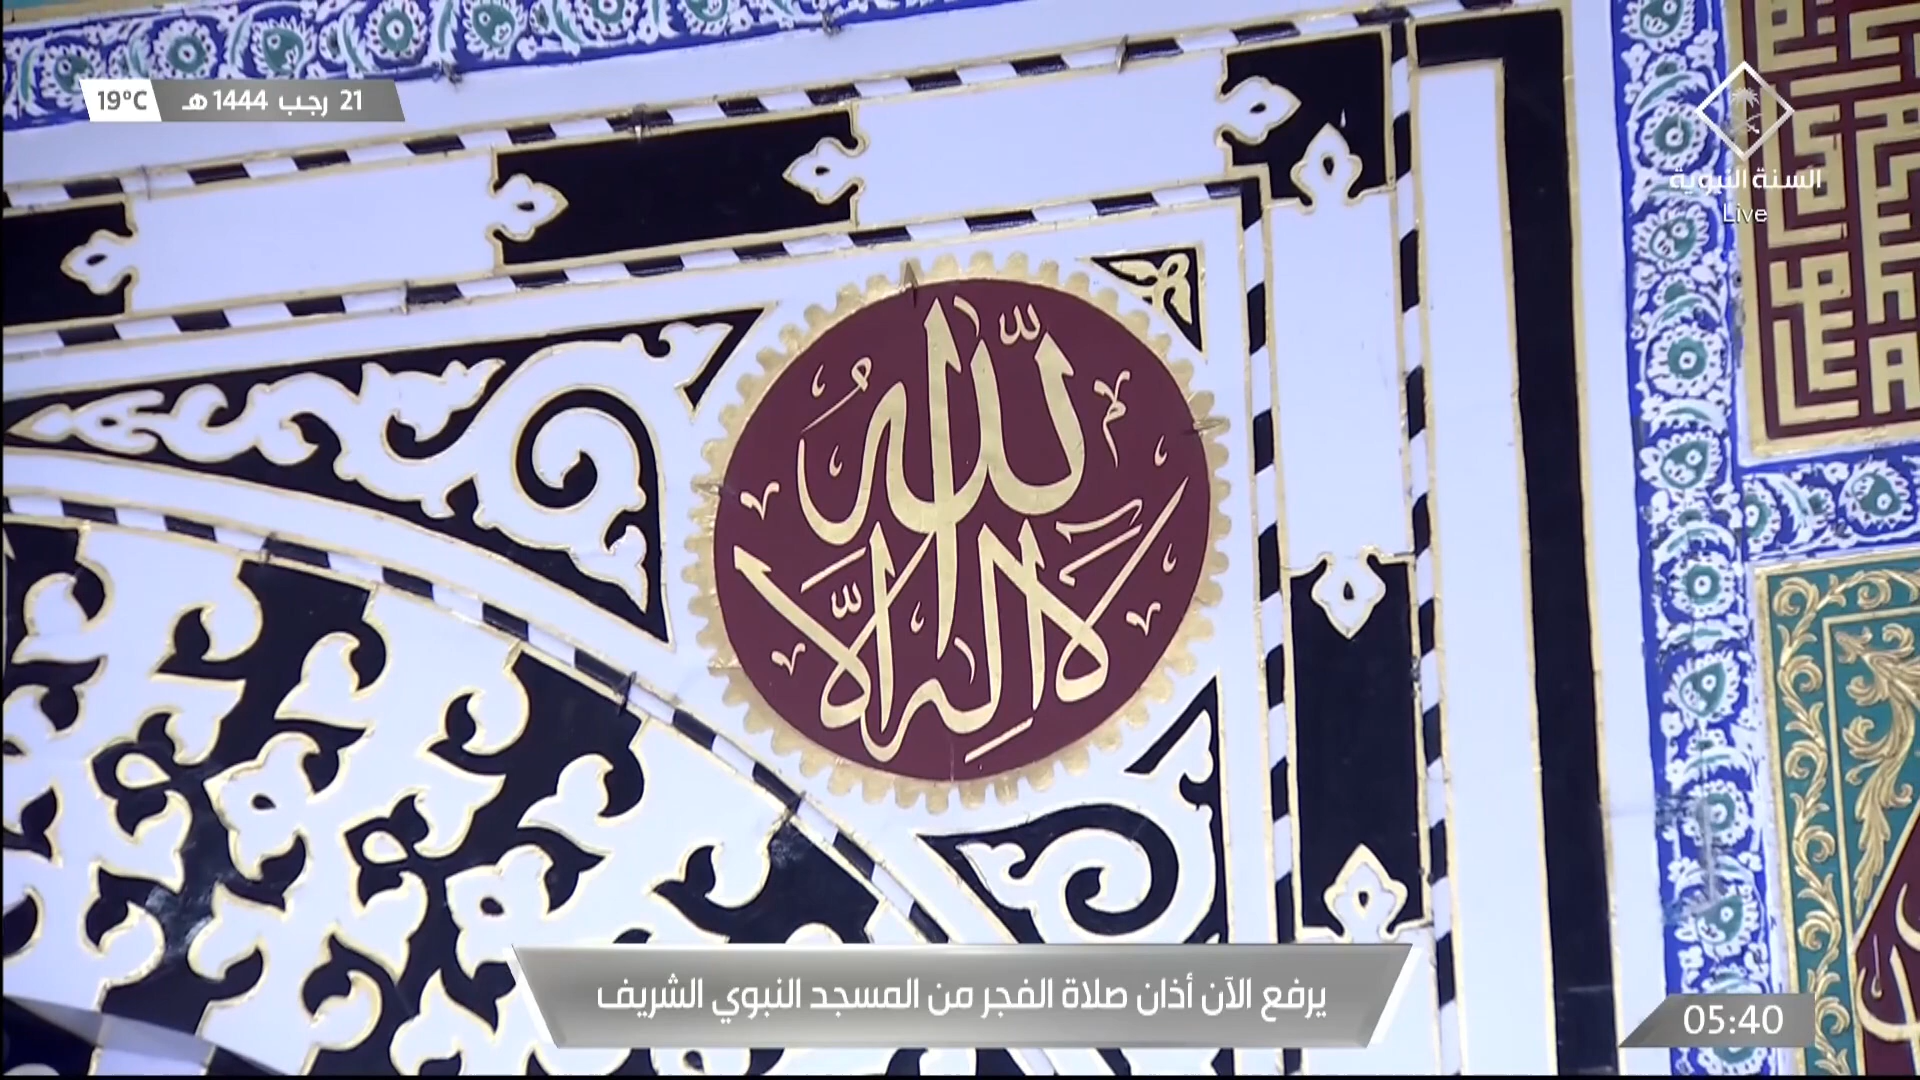 19°C
21 رجب 1444 هـ
السنة النبوية
Live
لا إله إلا الله
يرفع الآن أذان صلاة الفجر من المسجد النبوي الشريف
05:40